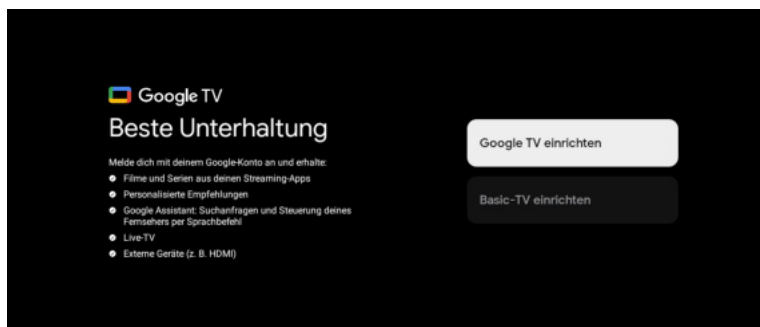 Google TV
Beste Unterhaltung
Melde dich mit deinem Google-Konto an und erhalte:
Filme und Serien aus deinen Streaming-Apps
Personalisierte Empfehlungen
Google Assistant: Suchanfragen und Steuerung deines
Fernsehers per Sprachbefehl
Live-TV
Externe Geräte (z. B. HDMI)
Google TV einrichten
Basic-TV einrichten